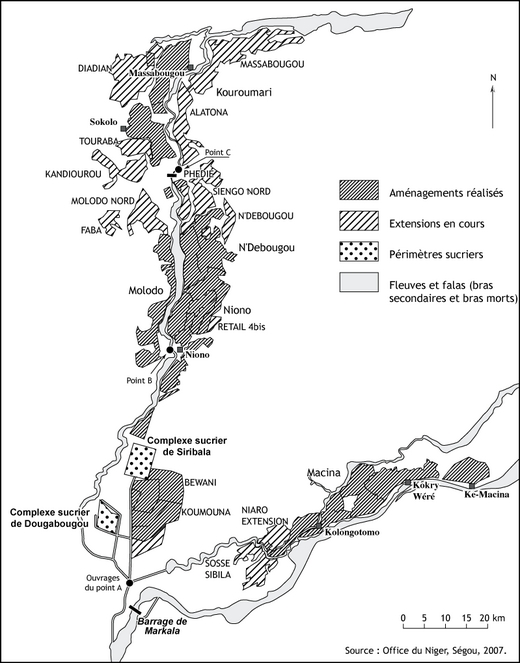 DIADIAN
Massabougou
MASSABOUGOU
Kouroumari
ALATONA
Sokolo
TOURABA
Point C
KANDIOUROU
PHEDIE
MOLODO NORD
SIENGO NORD
FABA
N'DEBOUGOU
N'Debougou
Molodo
Niono
RETAIL 4bis
Niono
Point B
Complexe sucrier
de Siribala
BEWANI
Complexe sucrier
de Dougabougou
KOUMOUNA
Macina
NIARO
EXTENSION
Kôkry
Wéré
Ké-Macina
Kolongotomo
SOSSE
SIBILA
Ouvrages
du point A
Barrage de
Markala
N
Aménagements réalisés
Extensions en cours
Périmètres sucriers
Fleuves et falas (bras
secondaires et bras morts)
0 5 10 15 20 km
Source : Office du Niger, Ségou, 2007.